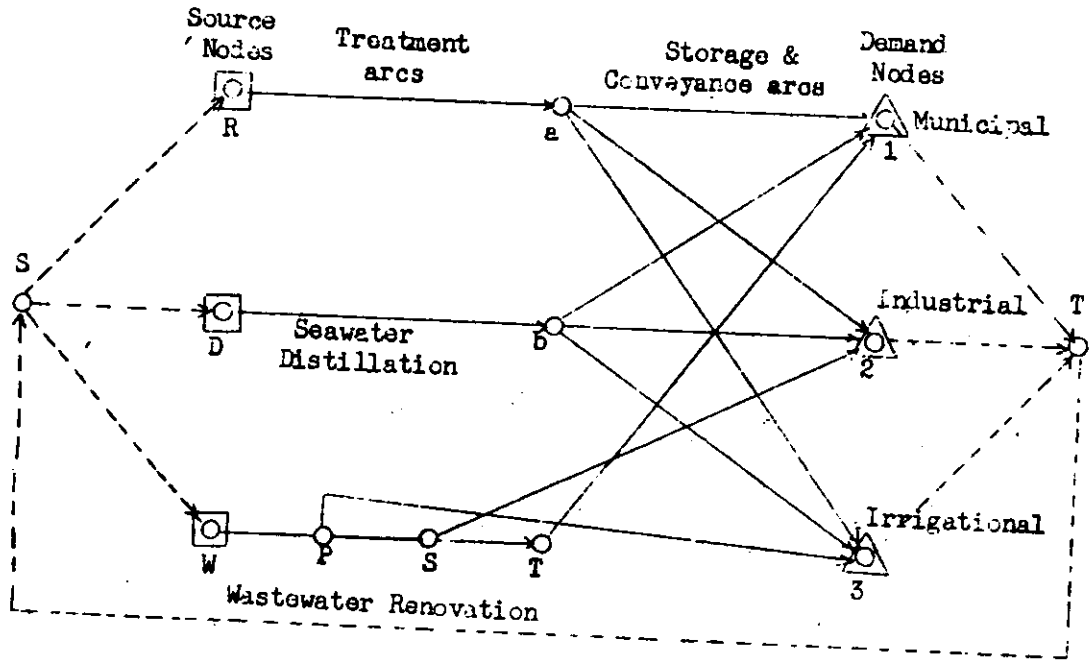 Source
Nodes
Treatment
arcs
Storage &
Conveyance arcs
Demand
Nodes
R
a
Municipal
1
S
D
Seawater
Distillation
b
Industrial
2
T
W
P
S
T
Irrigational
3
Wastewater Renovation